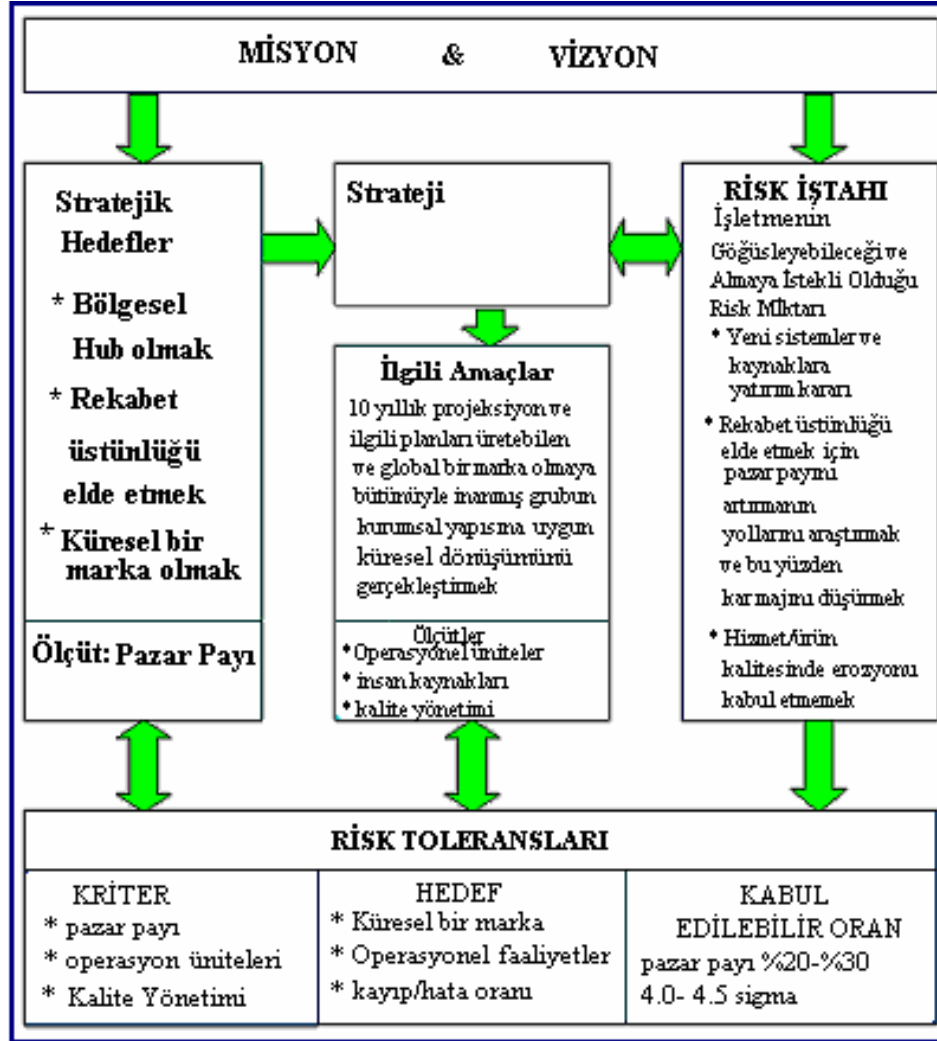 MİSYON & VİZYON
Stratejik
Hedefler
* Bölgesel
Hub olmak
* Rekabet
üstünlüğü
elde etmek
* Küresel bir
marka olmak
Ölçüt: Pazar Payı
Strateji
İlgili Amaçlar
10 yıllık projeksiyon ve
ilgili planları üretebilen
ve global bir marka olmaya
bütünüyle inanmış grubun
kurumsal yapısına uygun
küresel dönüşümünü
gerçekleştirmek
Ölçütler
* Operasyonel üniteler
* insan kaynakları
* kalite yönetimi
RİSK İŞTAHI
İşletmenin
Göğüsleyebileceği ve
Almaya İstekli Olduğu
Risk Mİktarı
* Yeni sistemler ve
kaynaklara
yatırım kararı
* Rekabet üstünlüğü
elde etmek için
pazar payını
artırmanın
yollarını araştırmak
ve bu yüzden
kar majını düşürmek
* Hizmet/ürün
kalitesinde erozyonu
kabul etmemek
RİSK TOLERANSLARI
KRİTER
* pazar payı
* operasyon üniteleri
* Kalite Yönetimi
HEDEF
* Küresel bir marka
* Operasyonel faaliyetler
* kayıp/hata oranı
KABUL
EDİLEBİLİR ORAN
pazar payı %20-%30
4.0- 4.5 sigma